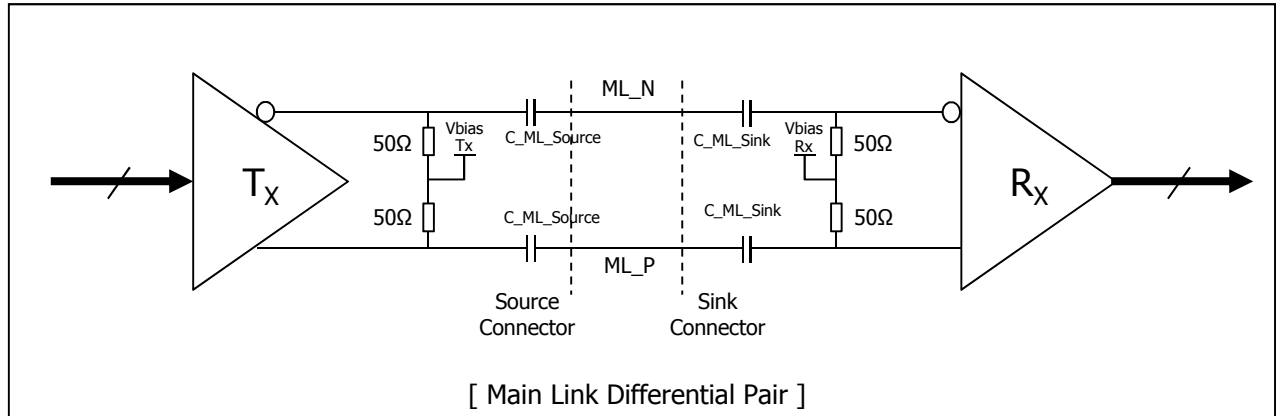 ML_N
Vbias
Tx
C_ML_Source
C_ML_Sink
Vbias
Rx
50Ω
50Ω
TX
RX
50Ω
50Ω
C_ML_Source
C_ML_Sink
ML_P
Source
Connector
Sink
Connector
[ Main Link Differential Pair ]